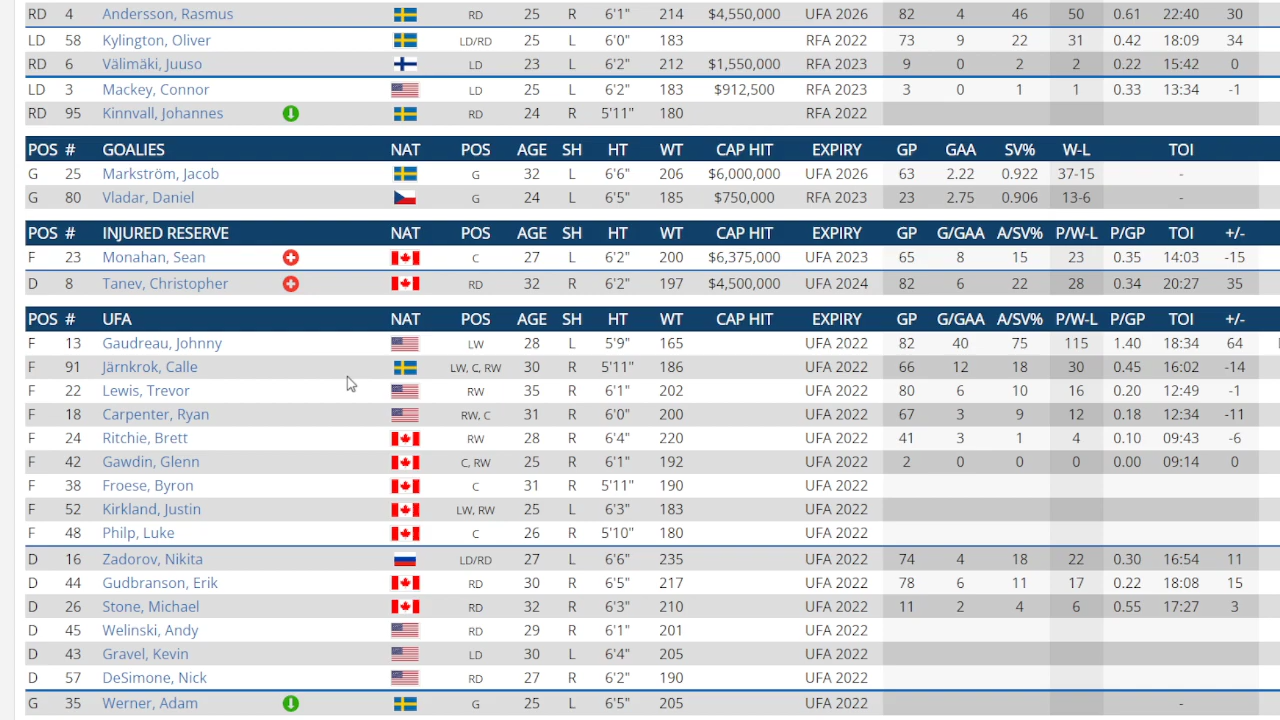 RD 4 Andersson, Rasmus RD 25 R 6'1" 214 $4,550,000 UFA 2026 82 4 46 50 0.61 22:40 30
LD 58 Kylington, Oliver LD/RD 25 L 6'0" 183 RFA 2022 73 9 22 31 0.42 18:09 34
RD 6 Välimäki, Juuso LD 23 L 6'2" 212 $1,550,000 RFA 2023 9 0 2 2 0.22 15:42 0
LD 3 Mackey, Connor LD 25 L 6'2" 183 $912,500 RFA 2023 3 0 1 1 0.33 13:34 -1
RD 95 Kinnvall, Johannes RD 24 R 5'11" 180 RFA 2022
POS # GOALIES NAT POS AGE SH HT WT CAP HIT EXPIRY GP GAA SV% W-L TOI
G 25 Markström, Jacob G 32 L 6'6" 206 $6,000,000 UFA 2026 63 2.22 0.922 37-15 -
G 80 Vladar, Daniel G 24 L 6'5" 185 $750,000 RFA 2023 23 2.75 0.906 13-6 -
POS # INJURED RESERVE NAT POS AGE SH HT WT CAP HIT EXPIRY GP G/GAA A/SV% P/W-L P/GP TOI +/-
F 23 Monahan, Sean C 27 L 6'2" 200 $6,375,000 UFA 2023 65 8 15 23 0.35 14:03 -15
D 8 Tanev, Christopher RD 32 R 6'2" 197 $4,500,000 UFA 2024 82 6 22 28 0.34 20:27 35
POS # UFA NAT POS AGE SH HT WT CAP HIT EXPIRY GP G/GAA A/SV% P/W-L P/GP TOI +/-
F 13 Gaudreau, Johnny LW 28 L 5'9" 165 UFA 2022 82 40 75 115 1.40 18:34 64
F 91 Järnkrok, Calle LW, C, RW 30 R 5'11" 186 UFA 2022 66 12 18 30 0.45 16:02 -14
F 22 Lewis, Trevor RW 35 R 6'1" 202 UFA 2022 80 6 10 16 0.20 12:49 -1
F 18 Carpenter, Ryan RW, C 31 R 6'0" 200 UFA 2022 67 3 9 12 0.18 12:35 -11
F 24 Ritchie, Brett RW 28 R 6'4" 220 UFA 2022 41 3 1 4 0.10 09:43 -6
F 42 Gawdin, Glenn C, RW 25 R 6'1" 192 UFA 2022 2 0 0 0 0.00 09:14 0
F 38 Froese, Byron C 31 R 5'11" 190 UFA 2022
F 52 Kirkland, Justin LW, RW 25 L 6'3" 183 UFA 2022
F 48 Philp, Luke C 26 R 5'10" 180 UFA 2022
D 16 Zadorov, Nikita LD/RD 27 L 6'6" 235 UFA 2022 74 4 18 22 0.30 16:54 11
D 44 Gudbranson, Erik RD 30 R 6'5" 217 UFA 2022 78 6 11 17 0.22 18:08 15
D 26 Stone, Michael RD 32 R 6'3" 210 UFA 2022 11 2 4 6 0.55 17:27 3
D 45 Welinski, Andy RD 29 R 6'1" 201 UFA 2022
D 43 Gravel, Kevin LD 30 L 6'4" 205 UFA 2022
D 57 DeSimone, Nick RD 27 R 6'2" 190 UFA 2022
G 35 Werner, Adam G 25 L 6'5" 205 UFA 2022 -